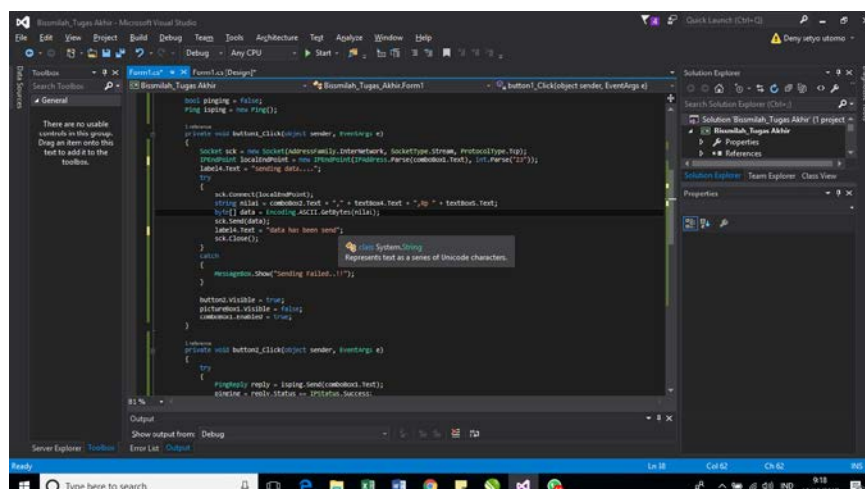 Bissmilah_Tugas Akhir - Microsoft Visual Studio
Quick Launch (Ctrl+Q)
File Edit View Project Build Debug Team Tools Architecture Test Analyze Window Help
Deny setyo utomo
Debug Any CPU Start
Data Sources
Toolbox
Search Toolbox
General
There are no usable
controls in this group.
Drag an item onto this
text to add it to the
toolbox.
Form1.cs* Form1.cs [Design]*
Bissmilah_Tugas Akhir Bissmilah_Tugas_Akhir.Form1 button1_Click(object sender, EventArgs e)
bool pinging = false;
Ping isping = new Ping();
1 reference
private void button1_Click(object sender, EventArgs e)
{
Socket sck = new Socket(AddressFamily.InterNetwork, SocketType.Stream, ProtocolType.Tcp);
IPEndPoint localEndPoint = new IPEndPoint(IPAddress.Parse(comboBox1.Text), int.Parse("23"));
label4.Text = "sending data....";
try
{
sck.Connect(localEndPoint);
string nilai = comboBox2.Text + "," + textBox4.Text + ",Rp " + textBox5.Text;
byte[] data = Encoding.ASCII.GetBytes(nilai);
sck.Send(data);
label4.Text = "data has been send";
sck.Close();
}
catch
{
MessageBox.Show("Sending Failed..!!");
}
button2.Visible = true;
pictureBox1.Visible = false;
comboBox1.Enabled = true;
}
1 reference
private void button2_Click(object sender, EventArgs e)
{
try
{
PingReply reply = isping.Send(comboBox1.Text);
pinging = reply.Status == IPStatus.Success;
class System.String
Represents text as a series of Unicode characters.
81 %
Output
Show output from: Debug
Server Explorer Toolbox Error List Output
Solution Explorer
Search Solution Explorer (Ctrl+;)
Solution 'Bissmilah_Tugas Akhir' (1 project
Bissmilah_Tugas Akhir
Properties
References
Solution Explorer Team Explorer Class View
Properties
Ready Ln 38 Col 62 Ch 62 INS
Type here to search
IND 9:18